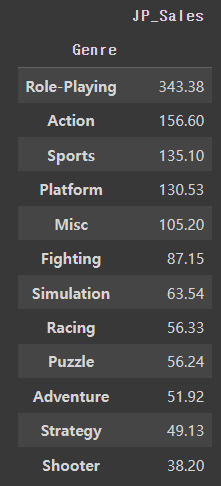 JP_Sales
Genre
Role-Playing 343.38
Action 156.60
Sports 135.10
Platform 130.53
Misc 105.20
Fighting 87.15
Simulation 63.54
Racing 56.33
Puzzle 56.24
Adventure 51.92
Strategy 49.13
Shooter 38.20